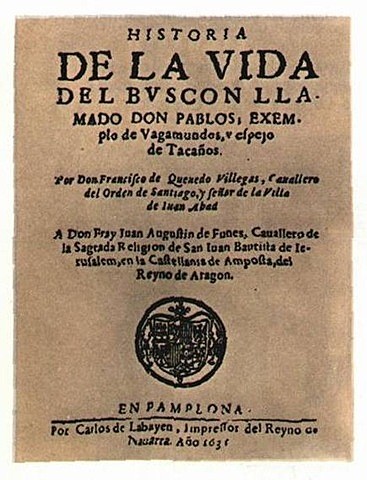 HISTORIA
DE LA VIDA
DEL BVSCON LLA-
MADO DON PABLOS; EXEM-
plo de Vagamundos, y espejo
de Tacaños.
Por Don Francisco de Queuedo Villegas, Cauallero
del Orden de Santiago, y señor de la Villa
de Iuan Abad
A Don Fray Iuan Augustin de Funes, Cauallero de
la Sagrada Religion de San Iuan Bautista de Ie-
rusalem, en la Castellania de Amposta, del
Reyno de Aragon.
EN PAMPLONA.
Por Carlos de Labayen, Impressor del Reyno de
Nauarra. Año 1631